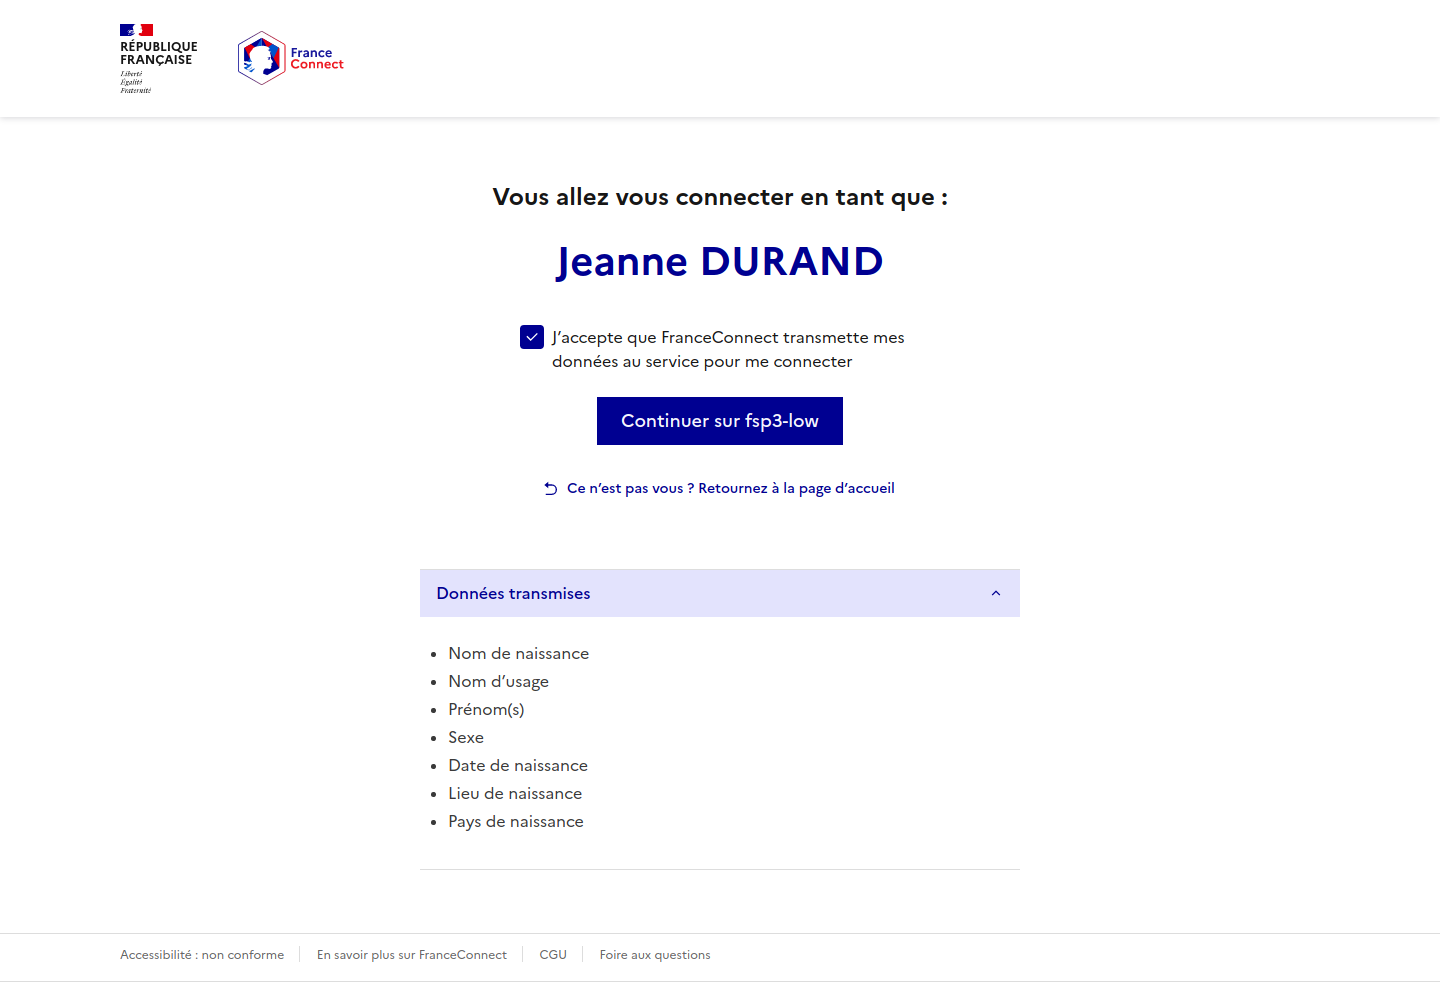 RÉPUBLIQUE
FRANÇAISE
Liberté
Égalité
Fraternité
France
Connect
Vous allez vous connecter en tant que :
Jeanne DURAND
J’accepte que FranceConnect transmette mes
données au service pour me connecter
Continuer sur fsp3-low
Ce n’est pas vous ? Retournez à la page d’accueil
Données transmises
Nom de naissance
Nom d’usage
Prénom(s)
Sexe
Date de naissance
Lieu de naissance
Pays de naissance
Accessibilité : non conforme
En savoir plus sur FranceConnect
CGU
Foire aux questions